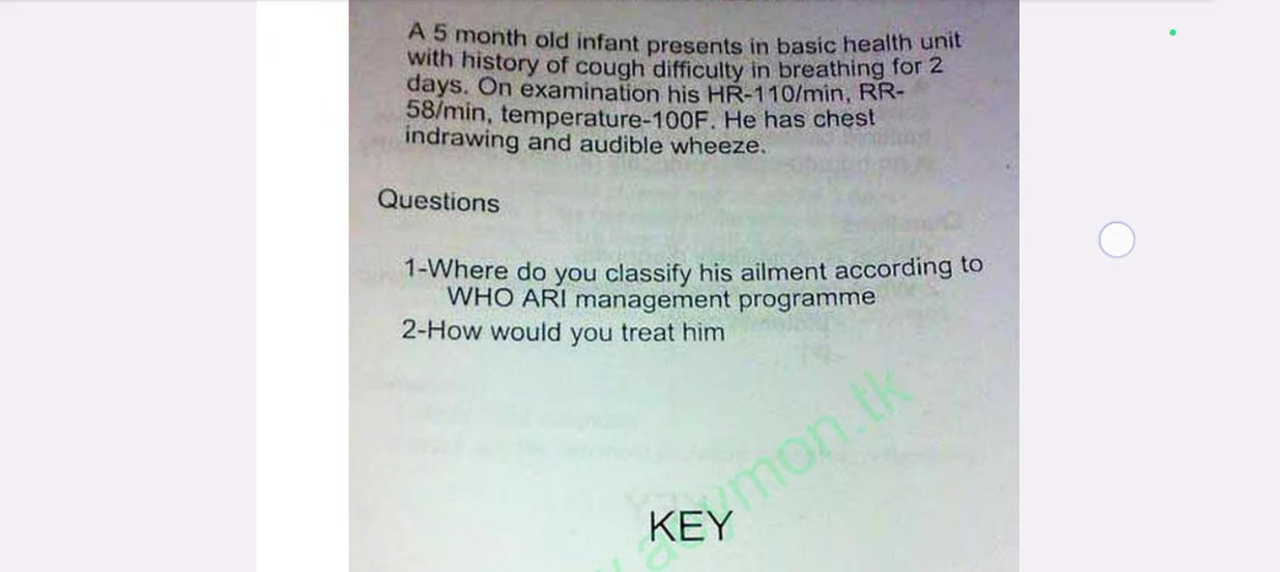 A 5 month old infant presents in basic health unit
with history of cough difficulty in breathing for 2
days. On examination his HR-110/min, RR-
58/min, temperature-100F. He has chest
indrawing and audible wheeze.
Questions
1-Where do you classify his ailment according to
WHO ARI management programme
2-How would you treat him
KEY